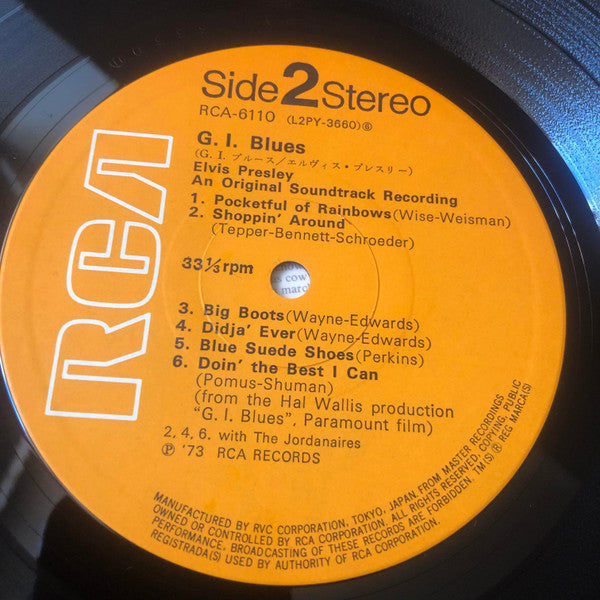 Side 2 Stereo
RCA-6110 (L2PY-3660)⑥
G. I. Blues
(G. I. ブルース/エルヴィス・プレスリー)
Elvis Presley
An Original Soundtrack Recording
1. Pocketful of Rainbows (Wise-Weisman)
2. Shoppin' Around
(Tepper-Bennett-Schroeder)
33⅓ rpm
3. Big Boots (Wayne-Edwards)
4. Didja' Ever (Wayne-Edwards)
5. Blue Suede Shoes (Perkins)
6. Doin' the Best I Can
(Pomus-Shuman)
(from the Hal Wallis production
"G. I. Blues", Paramount film)
2, 4, 6. with The Jordanaires
Ⓟ '73 RCA RECORDS
RCA
MANUFACTURED BY RVC CORPORATION, TOKYO, JAPAN. FROM MASTER RECORDINGS
OWNED OR CONTROLLED BY RCA CORPORATION. ALL RIGHTS RESERVED. COPYING, PUBLIC
PERFORMANCE, BROADCASTING OF THESE RECORDS ARE FORBIDDEN. TM(S) ® REG MARCA(S)
REGISTRADA(S) USED BY AUTHORITY OF RCA CORPORATION.
cow
march